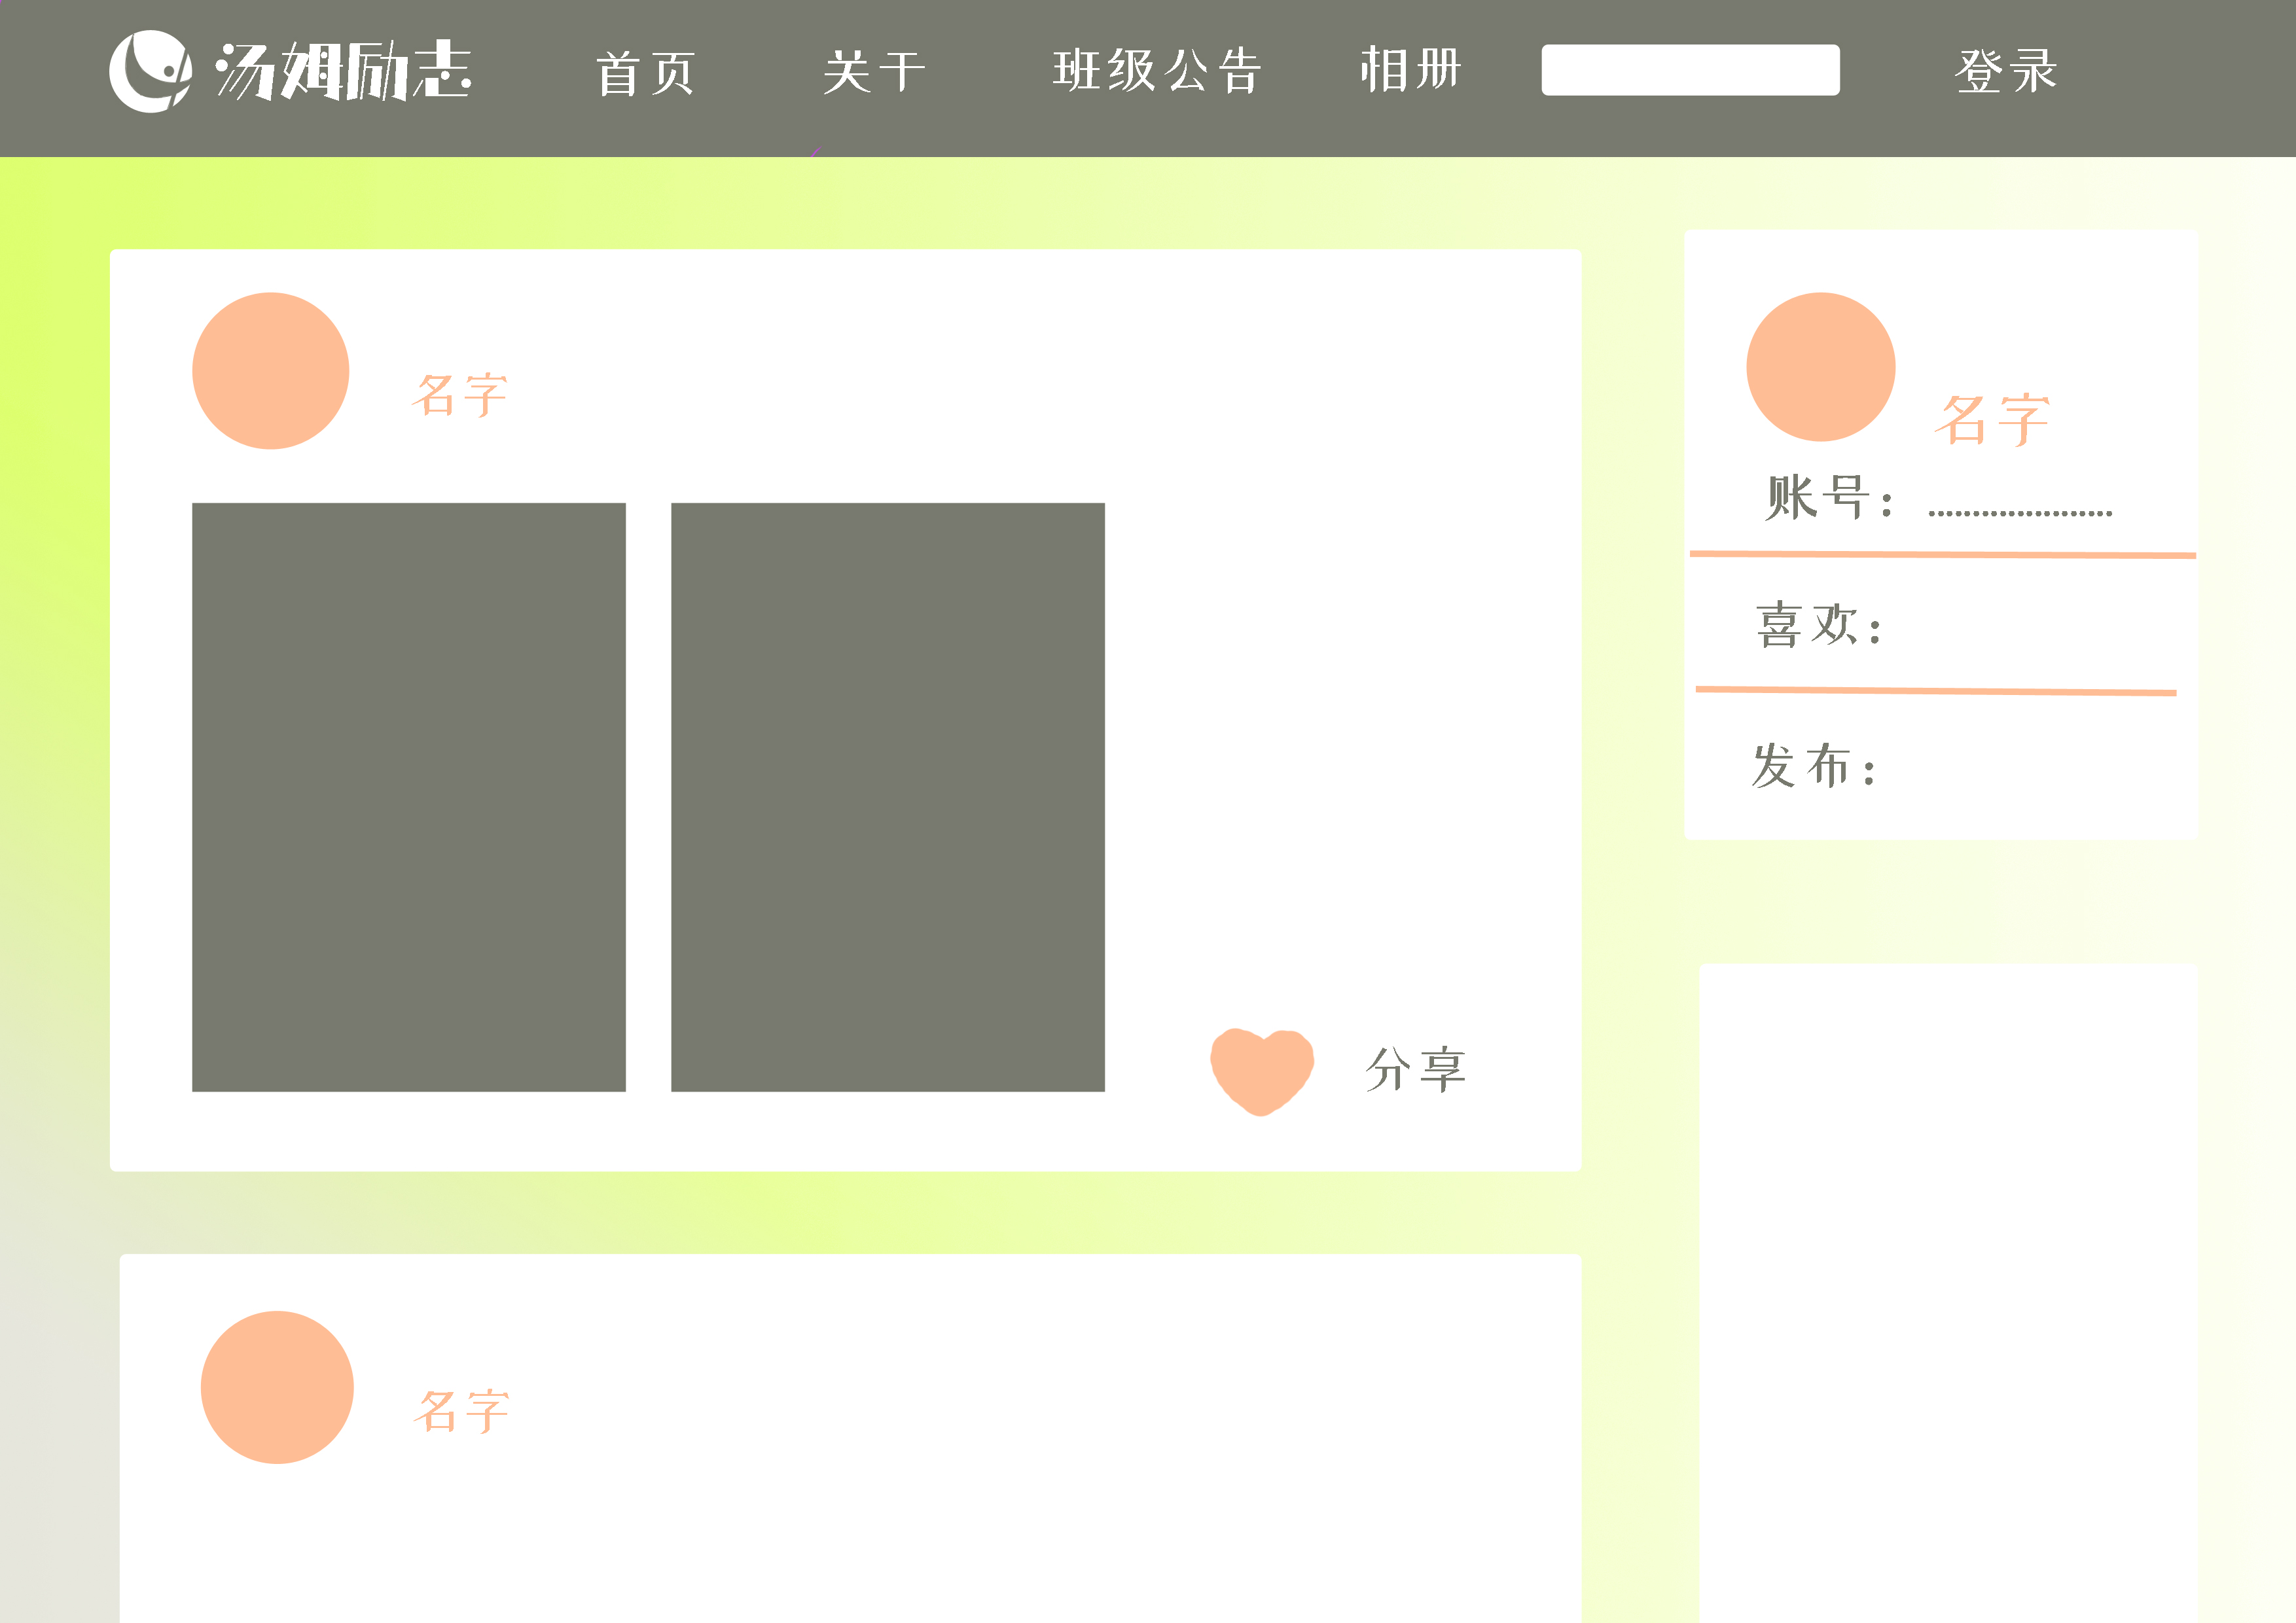 汤姆励志 首页 关于 班级公告 相册 登录
名字
分享
名字
名字
账号：.....................
喜欢：
发布：